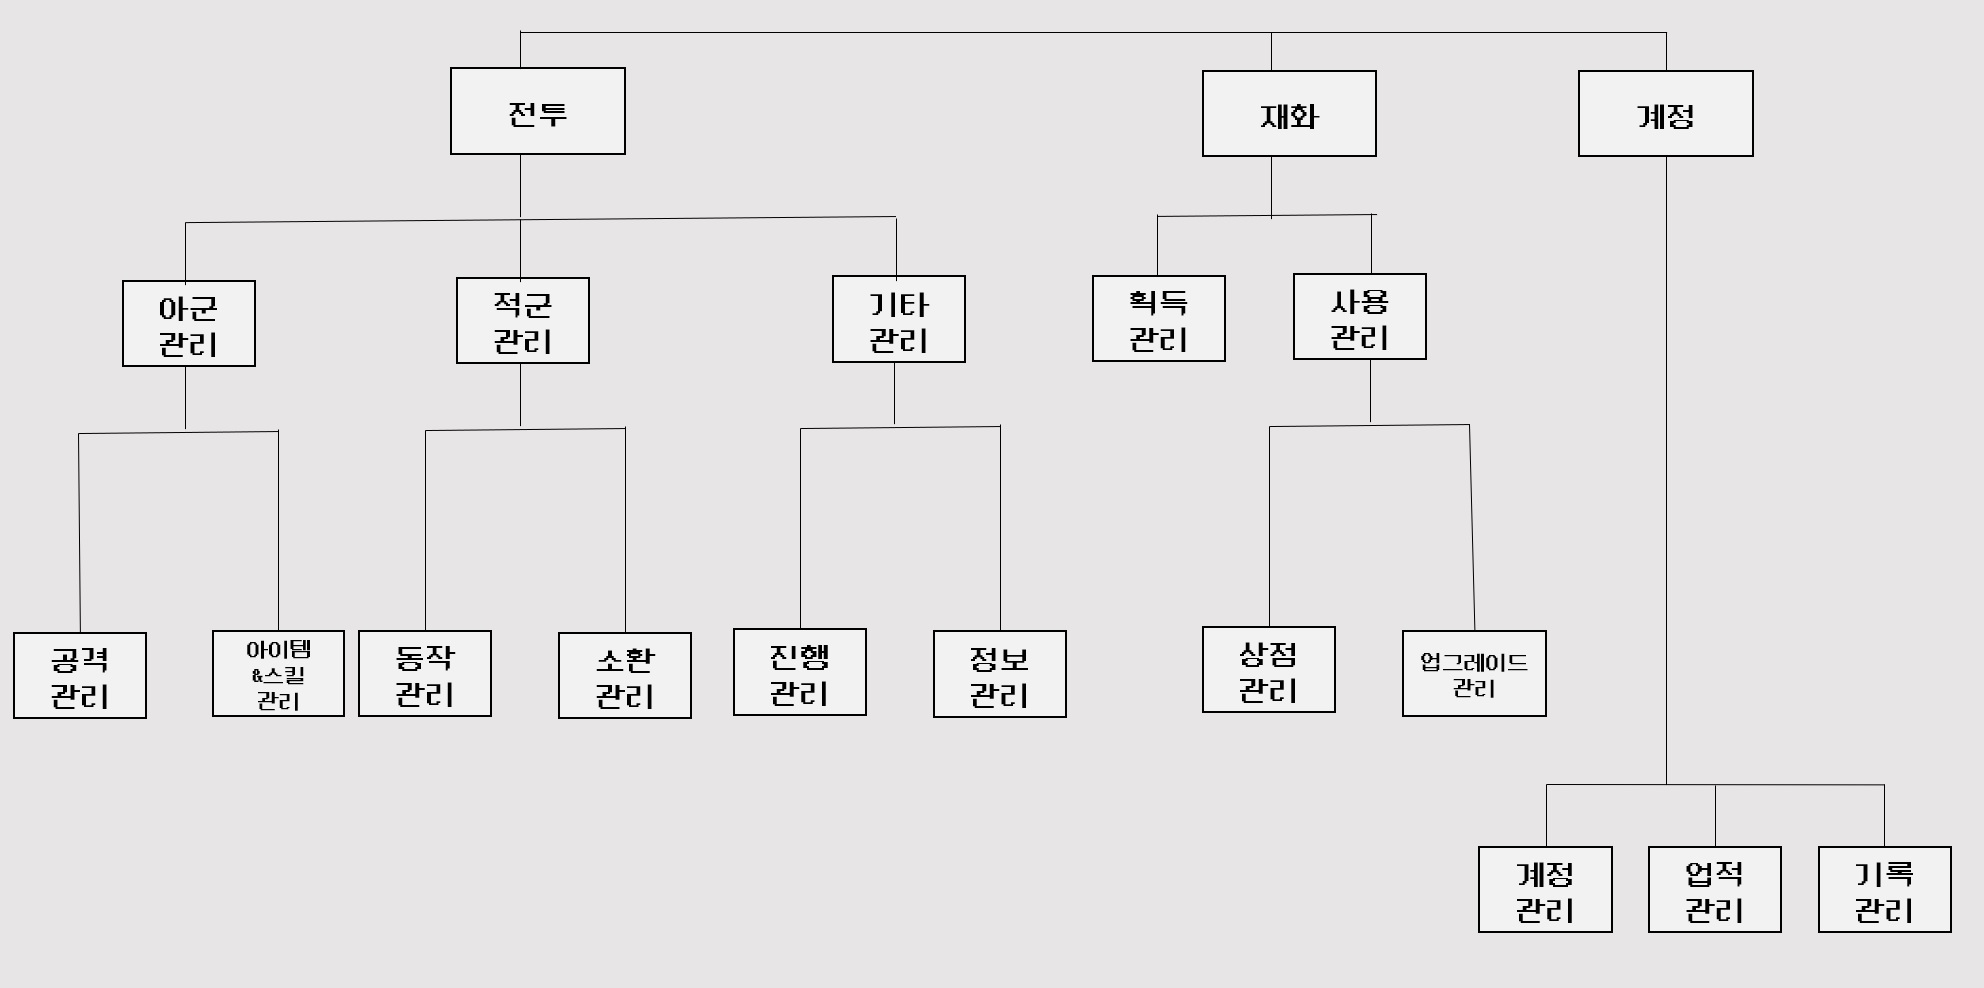 전투
재화
계정
아군
관리
적군
관리
기타
관리
획득
관리
사용
관리
공격
관리
아이템
&스킬
관리
동작
관리
소환
관리
진행
관리
정보
관리
상점
관리
업그레이드
관리
계정
관리
업적
관리
기록
관리